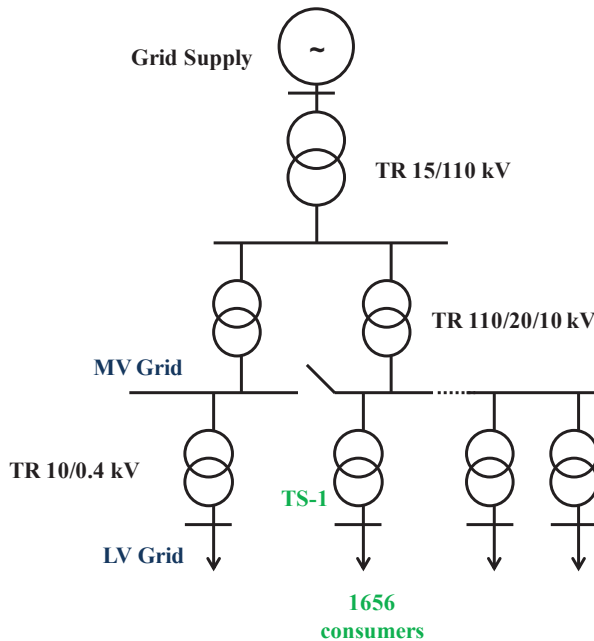 ~
Grid Supply
TR 15/110 kV
TR 110/20/10 kV
MV Grid
TR 10/0.4 kV
TS-1
LV Grid
1656
consumers